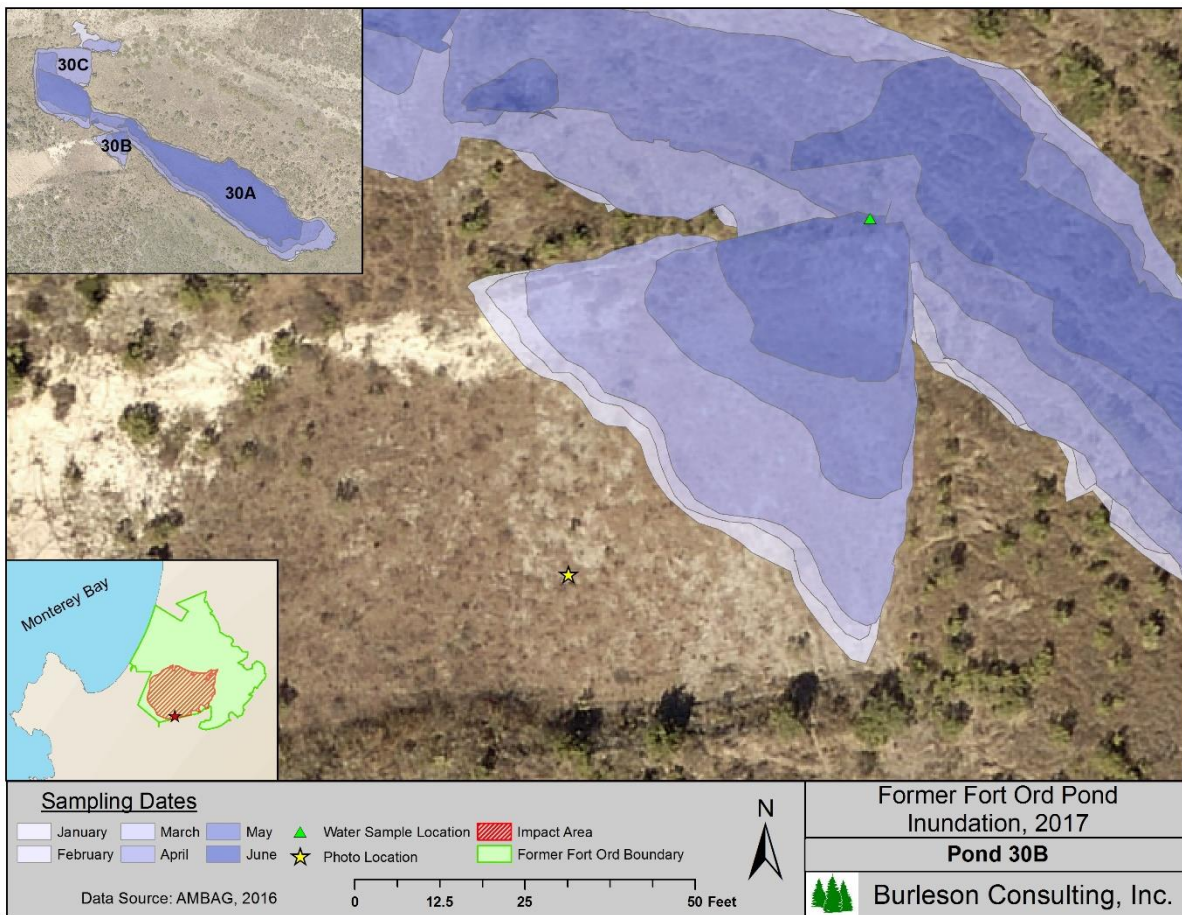 30C
30B
30A
Monterey Bay
Sampling Dates
January
February
March
April
May
June
Water Sample Location
Photo Location
Impact Area
Former Fort Ord Boundary
Data Source: AMBAG, 2016
0 12.5 25 50 Feet
N
Former Fort Ord Pond
Inundation, 2017
Pond 30B
Burleson Consulting, Inc.